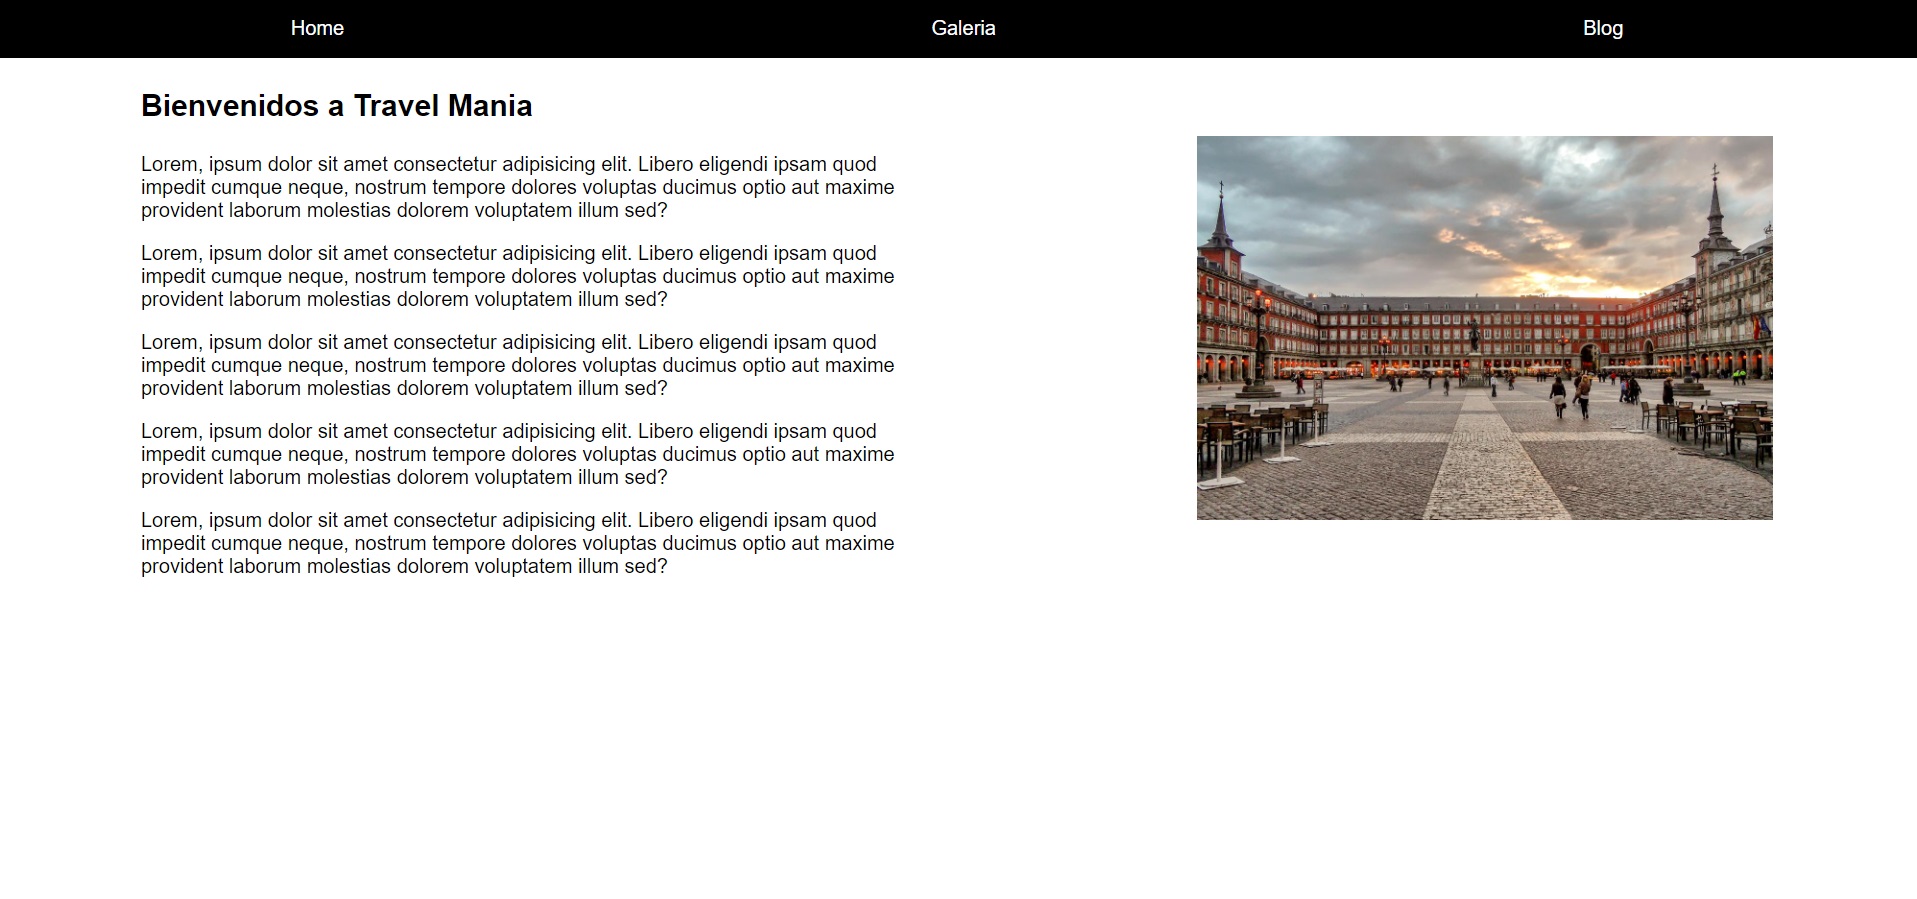 Home
Galeria
Blog
Bienvenidos a Travel Mania
Lorem, ipsum dolor sit amet consectetur adipisicing elit. Libero eligendi ipsam quod
impedit cumque neque, nostrum tempore dolores voluptas ducimus optio aut maxime
provident laborum molestias dolorem voluptatem illum sed?
Lorem, ipsum dolor sit amet consectetur adipisicing elit. Libero eligendi ipsam quod
impedit cumque neque, nostrum tempore dolores voluptas ducimus optio aut maxime
provident laborum molestias dolorem voluptatem illum sed?
Lorem, ipsum dolor sit amet consectetur adipisicing elit. Libero eligendi ipsam quod
impedit cumque neque, nostrum tempore dolores voluptas ducimus optio aut maxime
provident laborum molestias dolorem voluptatem illum sed?
Lorem, ipsum dolor sit amet consectetur adipisicing elit. Libero eligendi ipsam quod
impedit cumque neque, nostrum tempore dolores voluptas ducimus optio aut maxime
provident laborum molestias dolorem voluptatem illum sed?
Lorem, ipsum dolor sit amet consectetur adipisicing elit. Libero eligendi ipsam quod
impedit cumque neque, nostrum tempore dolores voluptas ducimus optio aut maxime
provident laborum molestias dolorem voluptatem illum sed?